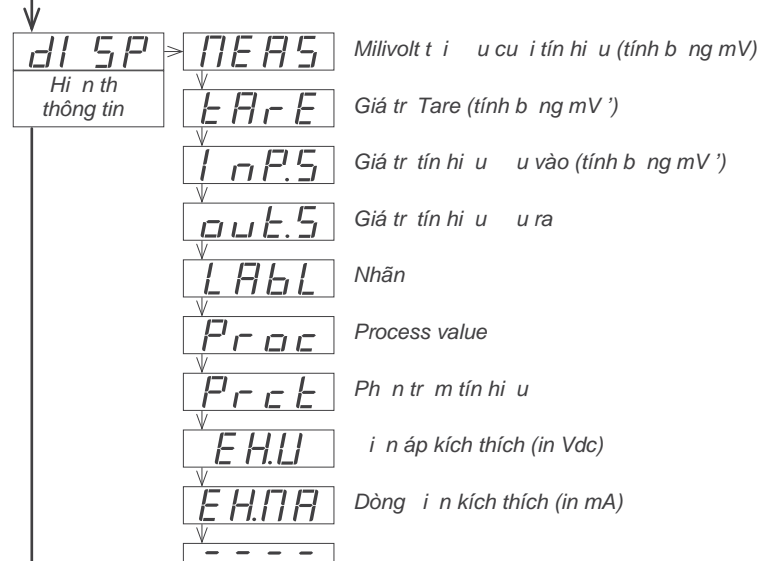 dISP MEAS Milivolt t i u cu i tín hi u (tính b ng mV)
Hi n th
thông tin
tArE Giá tr Tare (tính b ng mV ’)
InP.S Giá tr tín hi u u vào (tính b ng mV ’)
out.S Giá tr tín hi u u ra
LAbL Nhãn
Proc Process value
Prct Ph n tr m tín hi u
EH.U i n áp kích thích (in Vdc)
EH.MA Dòng i n kích thích (in mA)
- - - -